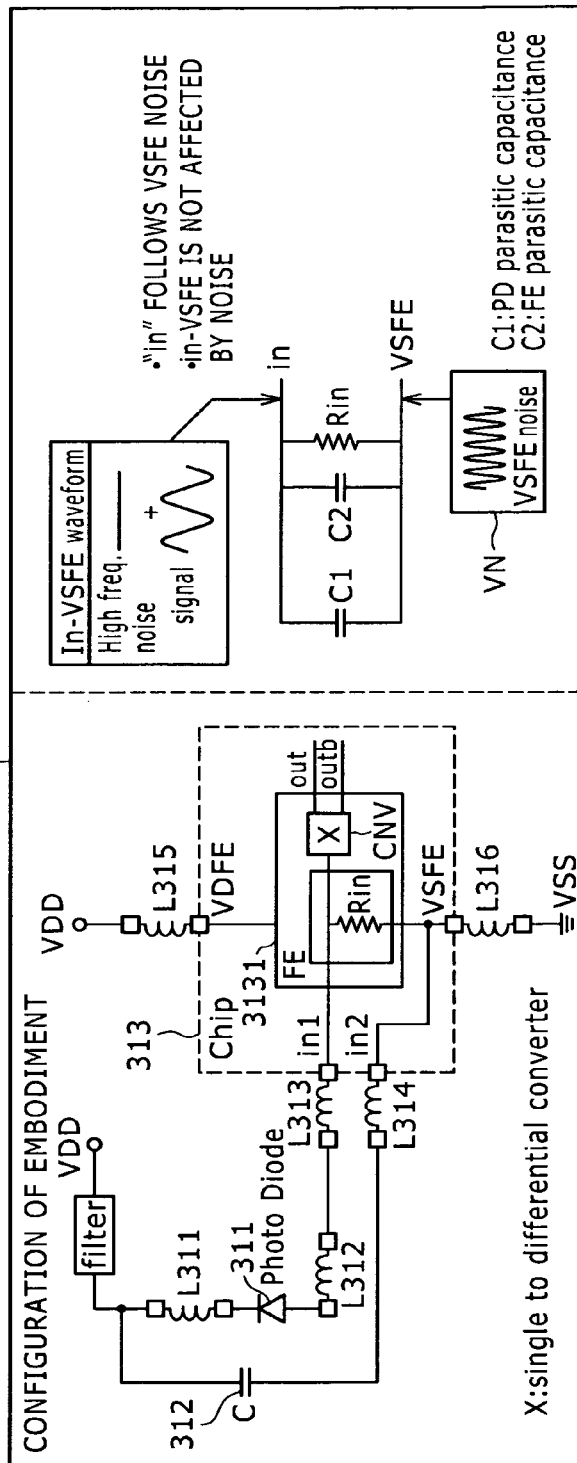 CONFIGURATION OF EMBODIMENT
VDD
filter
312
C
L311
311
Photo Diode
L312
L313
L314
313
Chip
in1
in2
VDD
L315
VDFE
3131
FE
Rin
X
CNV
out
outb
VSFE
L316
VSS
X:single to differential converter
In-VSFE waveform
High freq.
noise
+
signal
•"in" FOLLOWS VSFE NOISE
•in-VSFE IS NOT AFFECTED
BY NOISE
in
C1
C2
Rin
VSFE
VN
VSFE noise
C1:PD parasitic capacitance
C2:FE parasitic capacitance